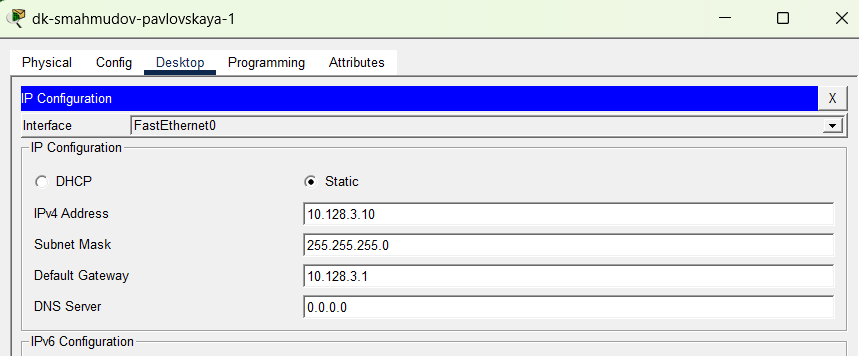 dk-smahmudov-pavlovskaya-1
Physical Config Desktop Programming Attributes
IP Configuration X
Interface FastEthernet0
IP Configuration
DHCP Static
IPv4 Address 10.128.3.10
Subnet Mask 255.255.255.0
Default Gateway 10.128.3.1
DNS Server 0.0.0.0
IPv6 Configuration